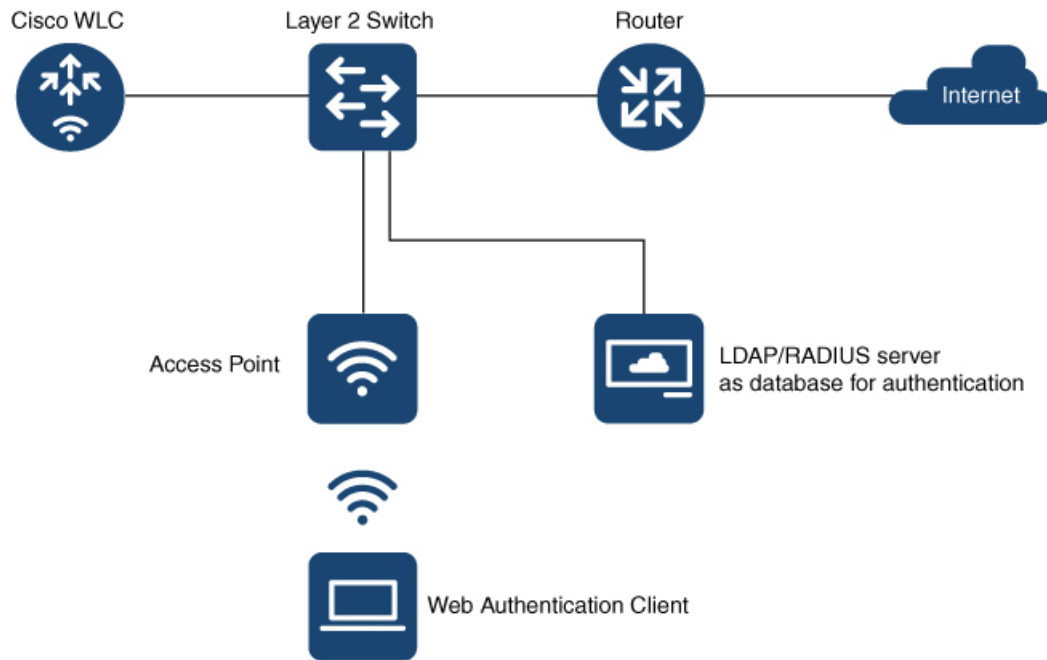 Cisco WLC
Layer 2 Switch
Router
Internet
Access Point
LDAP/RADIUS server
as database for authentication
Web Authentication Client